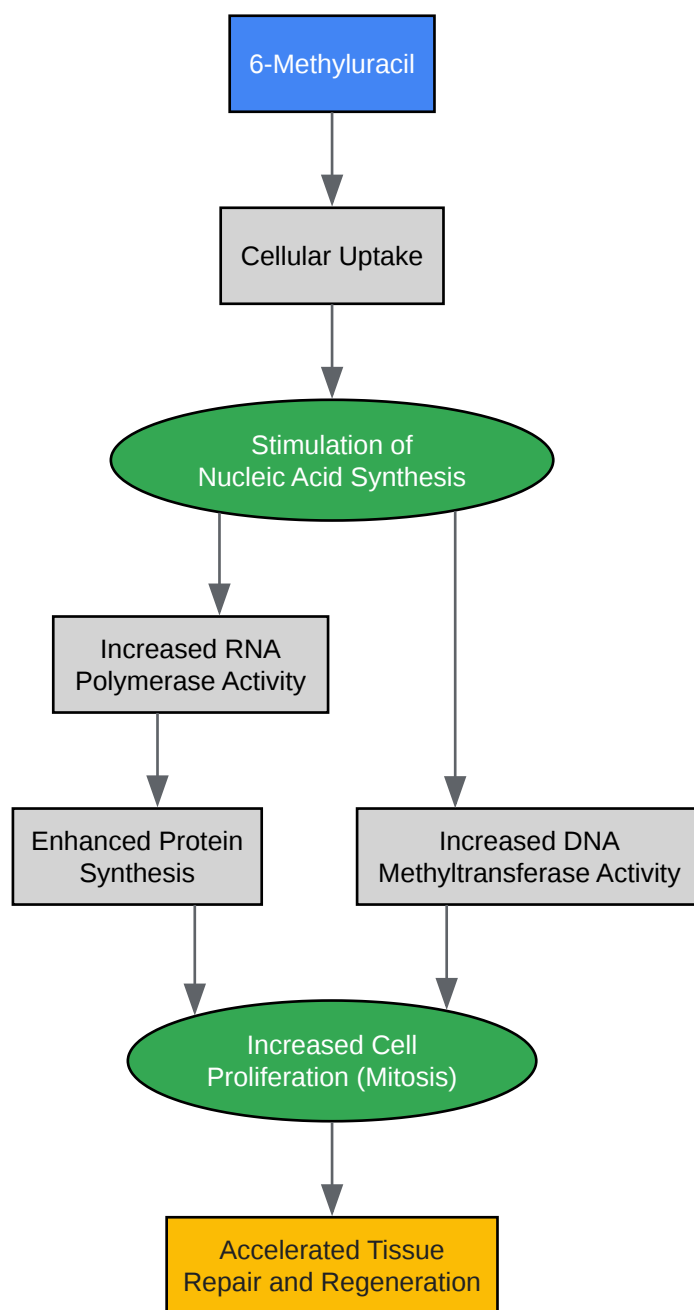 6-Methyluracil
Cellular Uptake
Stimulation of
Nucleic Acid Synthesis
Increased RNA
Polymerase Activity
Enhanced Protein
Synthesis
Increased DNA
Methyltransferase Activity
Increased Cell
Proliferation (Mitosis)
Accelerated Tissue
Repair and Regeneration